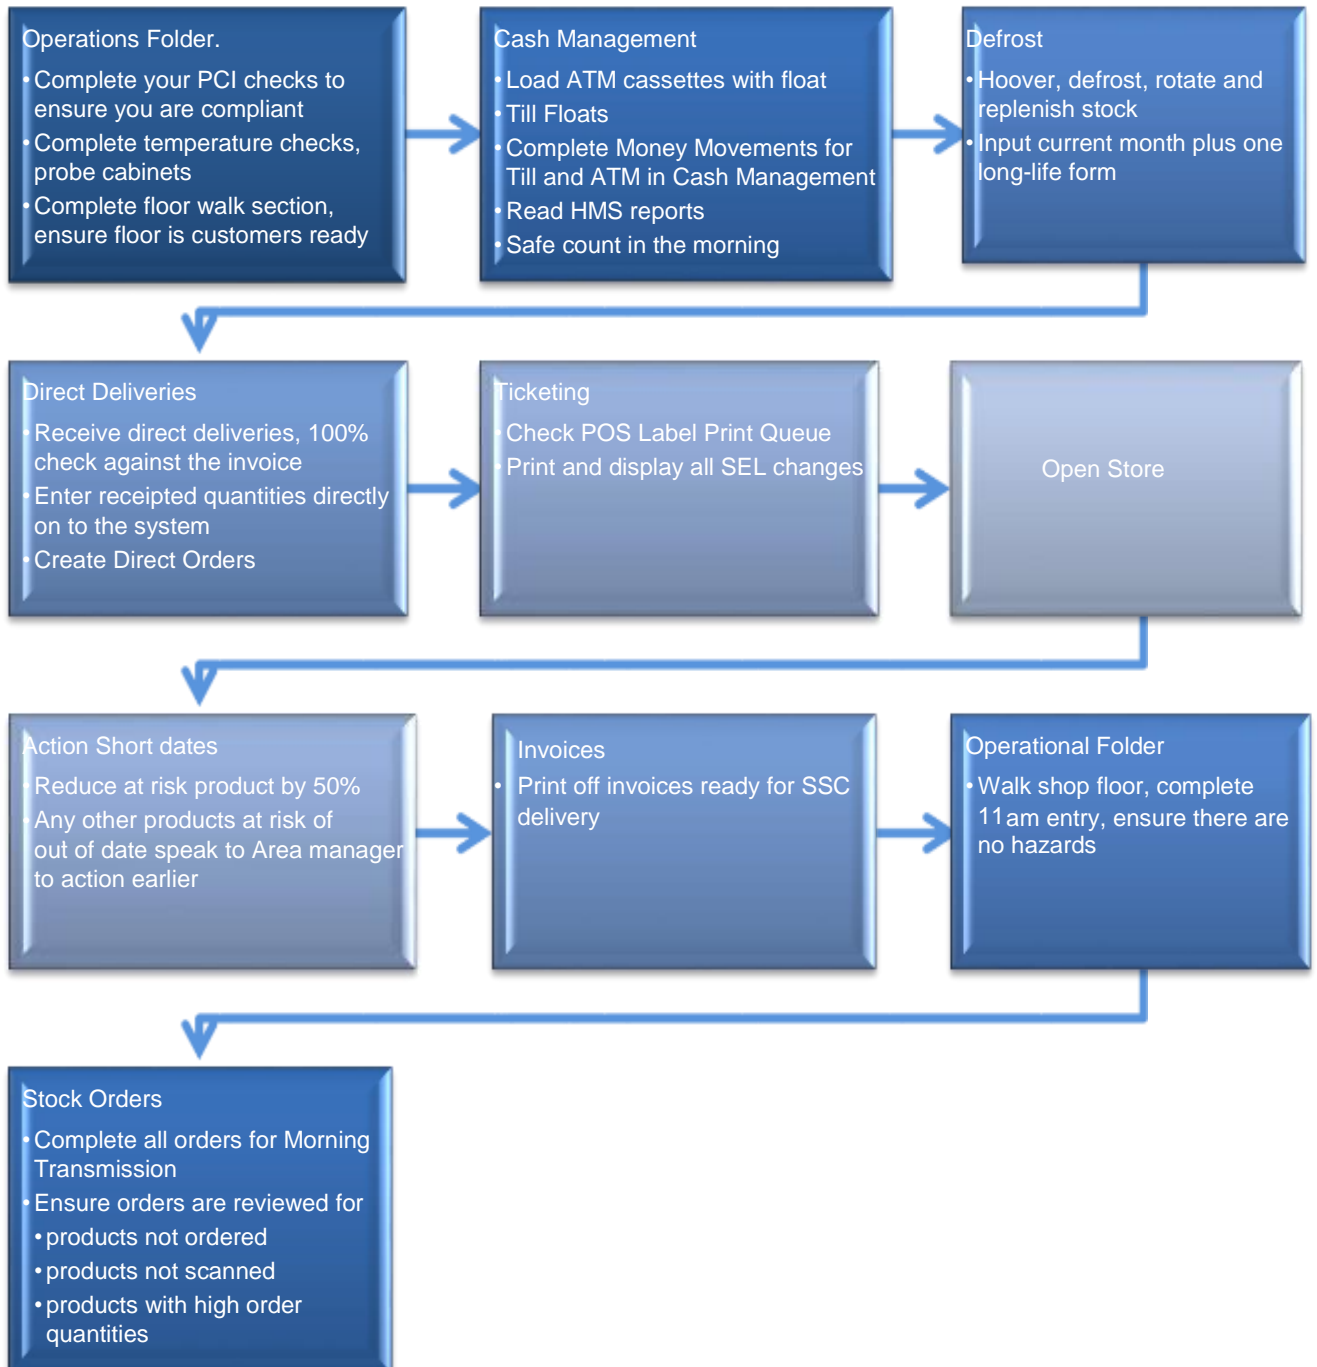 Operations Folder.
• Complete your PCI checks to
ensure you are compliant
• Complete temperature checks,
probe cabinets
• Complete floor walk section,
ensure floor is customers ready
Cash Management
• Load ATM cassettes with float
• Till Floats
• Complete Money Movements for
Till and ATM in Cash Management
• Read HMS reports
• Safe count in the morning
Defrost
• Hoover, defrost, rotate and
replenish stock
• Input current month plus one
long-life form
Direct Deliveries
• Receive direct deliveries, 100%
check against the invoice
• Enter receipted quantities directly
on to the system
• Create Direct Orders
Ticketing
• Check POS Label Print Queue
• Print and display all SEL changes
Open Store
Action Short dates
• Reduce at risk product by 50%
• Any other products at risk of
out of date speak to Area manager
to action earlier
Invoices
• Print off invoices ready for SSC
delivery
Operational Folder
• Walk shop floor, complete
11am entry, ensure there are
no hazards
Stock Orders
• Complete all orders for Morning
Transmission
• Ensure orders are reviewed for
• products not ordered
• products not scanned
• products with high order
quantities